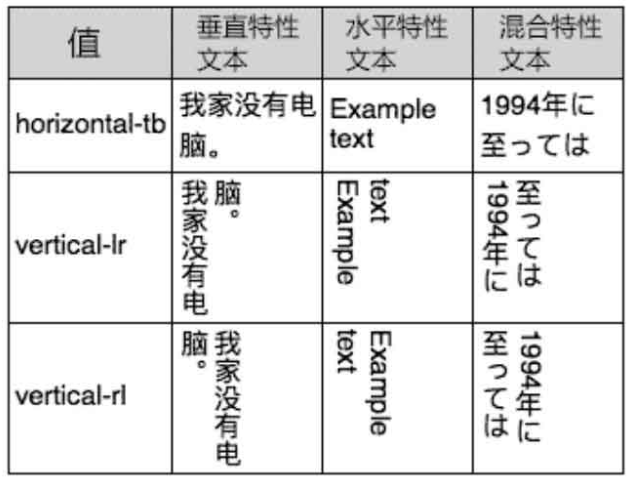 值
垂直特性
文本
水平特性
文本
混合特性
文本
horizontal-tb
我家没有电
脑。
Example
text
1994年に
至っては
vertical-lr
我家没有电
脑。
Example
text
1994年に
至っては
vertical-rl
我家没有电
脑。
Example
text
1994年に
至っては